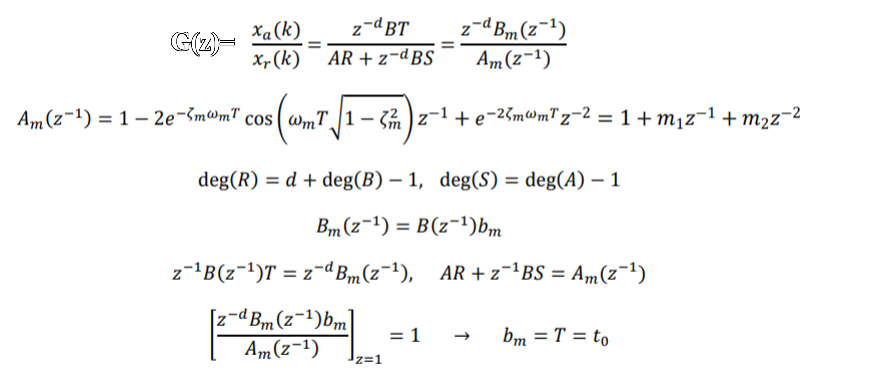 G(z)= x_a(k)/x_r(k) = z^{-d}BT/(AR + z^{-d}BS) = z^{-d}B_m(z^{-1})/A_m(z^{-1})
A_m(z^{-1}) = 1 − 2e^{−ζ_mω_mT} cos(ω_mT√(1 − ζ_m^2)) z^{-1} + e^{−2ζ_mω_mT}z^{-2} = 1 + m_1z^{-1} + m_2z^{-2}
deg(R) = d + deg(B) − 1, deg(S) = deg(A) − 1
B_m(z^{-1}) = B(z^{-1})b_m
z^{-1}B(z^{-1})T = z^{-d}B_m(z^{-1}), AR + z^{-1}BS = A_m(z^{-1})
[z^{-d}B_m(z^{-1})b_m/A_m(z^{-1})]_{z=1} = 1 → b_m = T = t_0